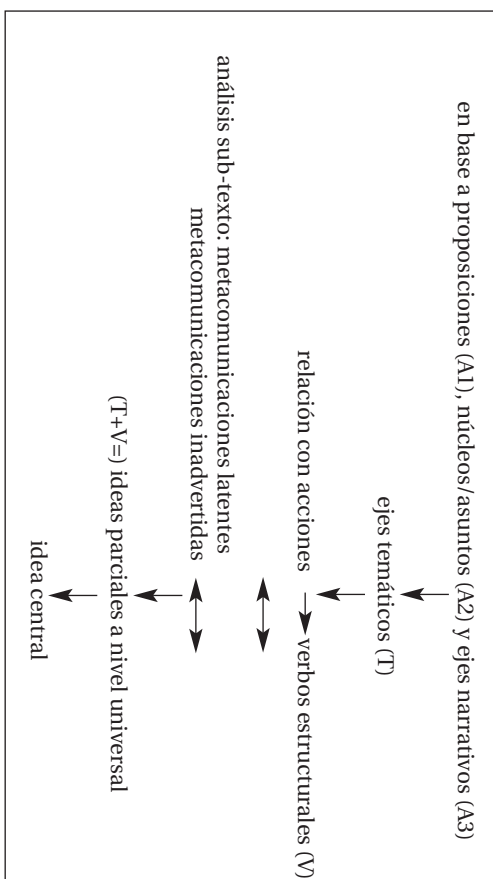 en base a proposiciones (A1), núcleos/asuntos (A2) y ejes narrativos (A3)
ejes temáticos (T)
relación con acciones
verbos estructurales (V)
análisis sub-texto: metacomunicaciones latentes
metacomunicaciones inadvertidas
(T+V=) ideas parciales a nivel universal
idea central